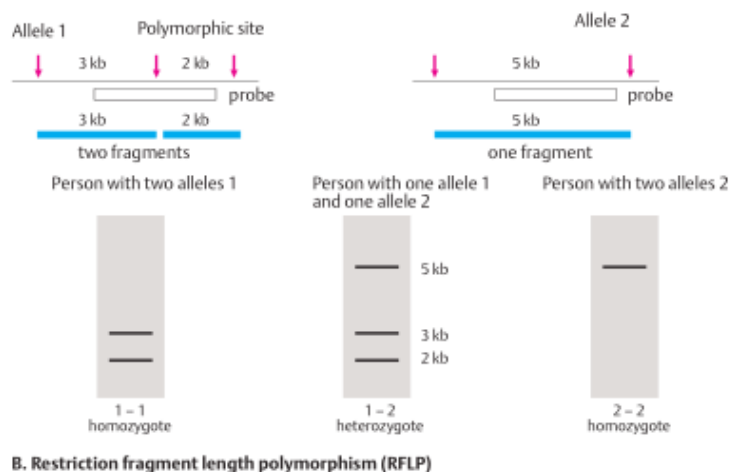 Allele 1
Polymorphic site
Allele 2
3 kb
2 kb
5 kb
probe
probe
3 kb
2 kb
5 kb
two fragments
one fragment
Person with two alleles 1
Person with one allele 1
and one allele 2
Person with two alleles 2
5 kb
3 kb
2 kb
1 – 1
homozygote
1 – 2
heterozygote
2 – 2
homozygote
B. Restriction fragment length polymorphism (RFLP)